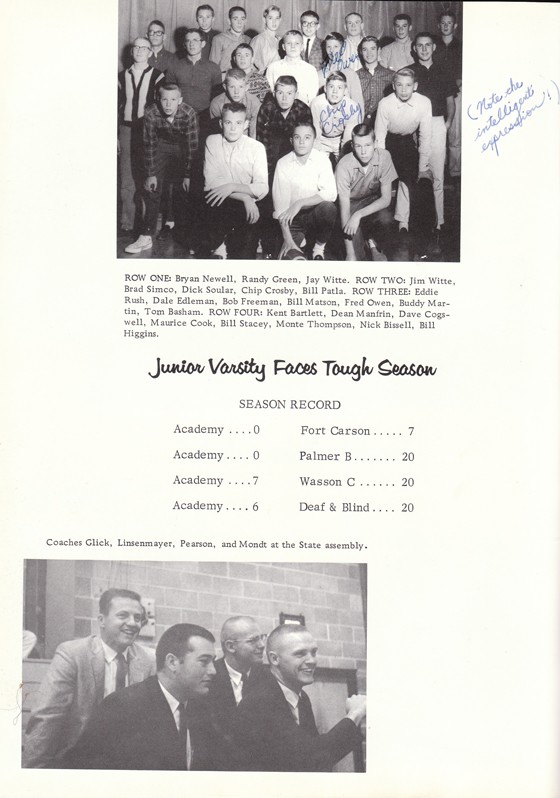 Fred
Owen
Chip
Crosby
(Note the
intelligent
expression!!)
ROW ONE: Bryan Newell, Randy Green, Jay Witte. ROW TWO: Jim Witte,
Brad Simco, Dick Soular, Chip Crosby, Bill Patla. ROW THREE: Eddie
Rush, Dale Edleman, Bob Freeman, Bill Matson, Fred Owen, Buddy Mar-
tin, Tom Basham. ROW FOUR: Kent Bartlett, Dean Manfrin, Dave Cogs-
well, Maurice Cook, Bill Stacey, Monte Thompson, Nick Bissell, Bill
Higgins.
Junior Varsity Faces Tough Season
SEASON RECORD
Academy ....0 Fort Carson..... 7
Academy.... 0 Palmer B....... 20
Academy ....7 Wasson C ...... 20
Academy.... 6 Deaf & Blind.... 20
Coaches Glick, Linsenmayer, Pearson, and Mondt at the State assembly.